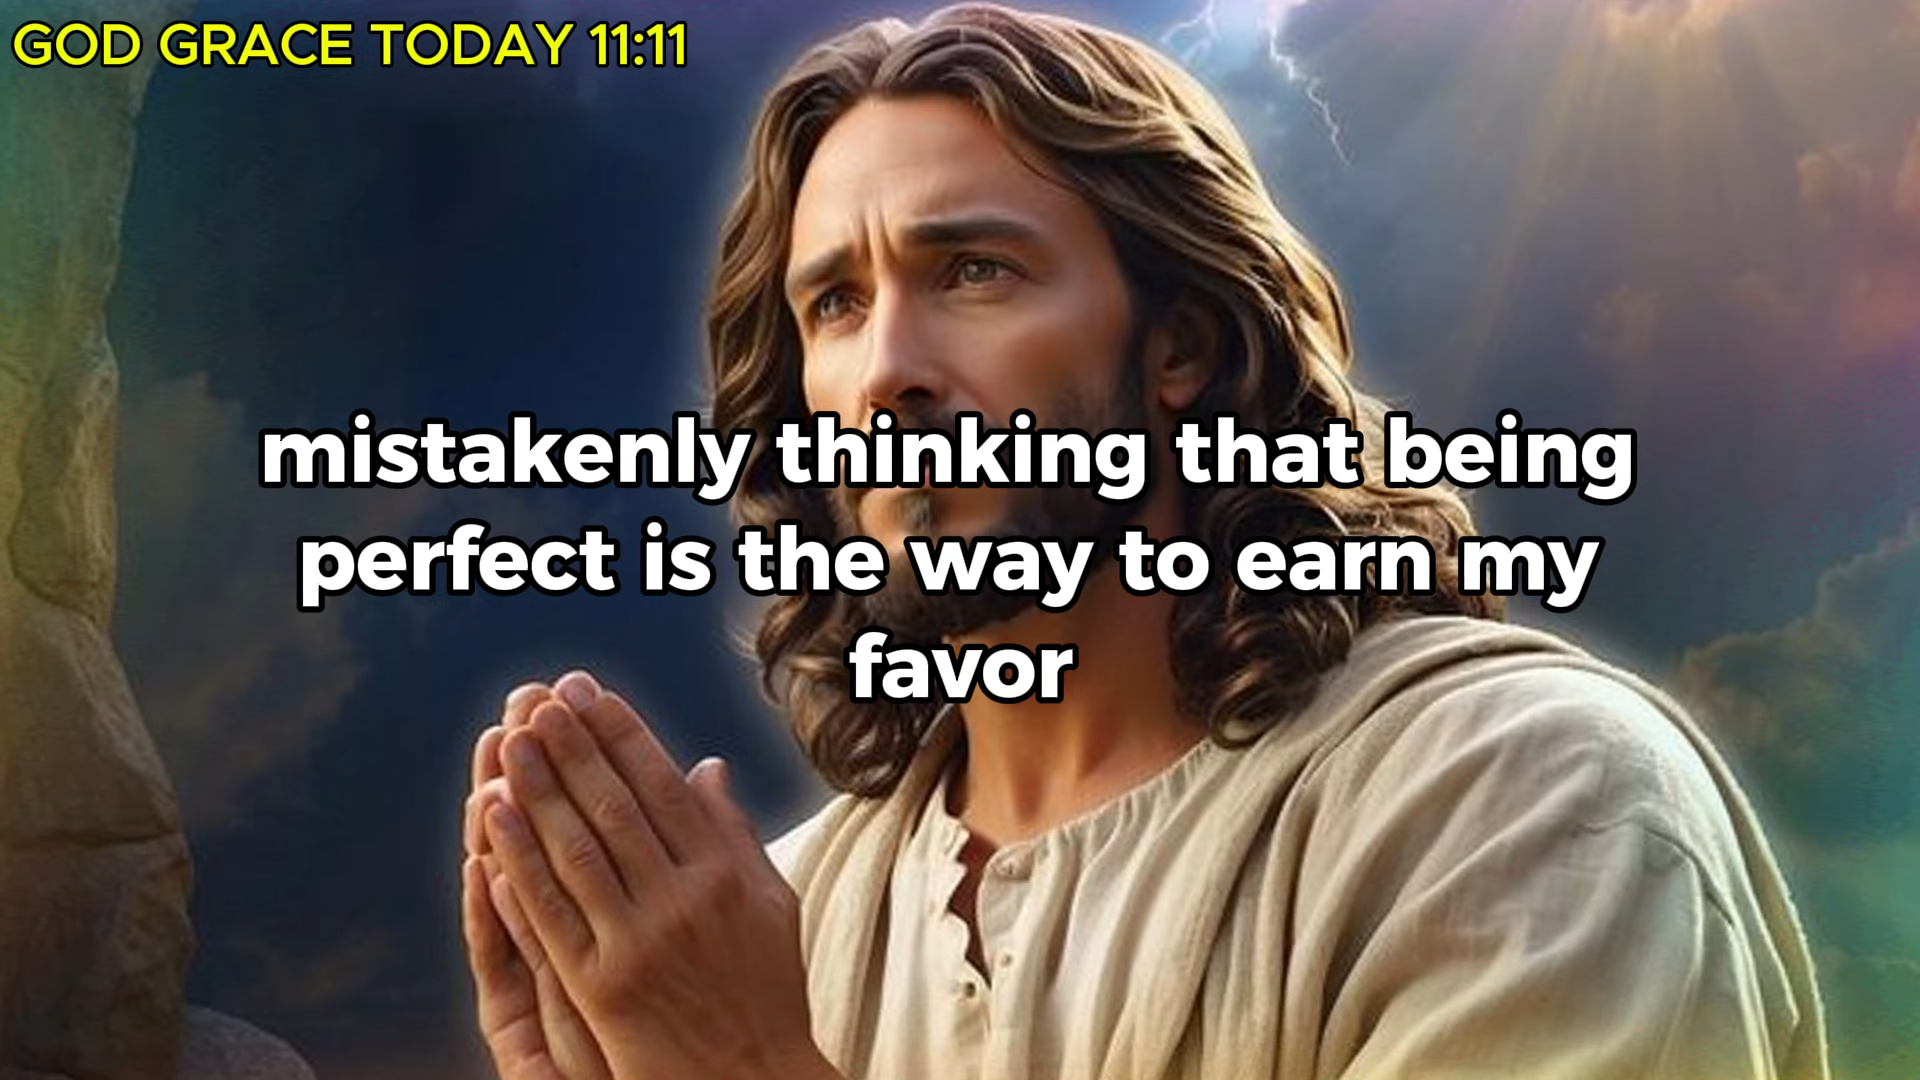 GOD GRACE TODAY 11:11
mistakenly thinking that being
perfect is the way to earn my
favor